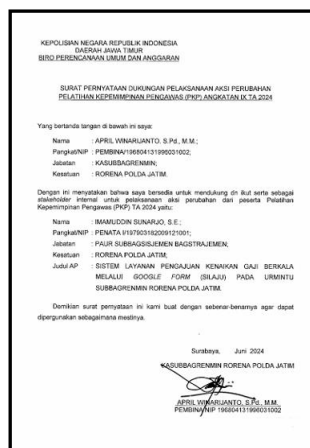 KEPOLISIAN NEGARA REPUBLIK INDONESIA
DAERAH JAWA TIMUR
BIRO PERENCANAAN UMUM DAN ANGGARAN
SURAT PERNYATAAN DUKUNGAN PELAKSANAAN AKSI PERUBAHAN
PELATIHAN KEPEMIMPINAN PENGAWAS (PKP) ANGKATAN IX TA 2024
Yang bertanda tangan di bawah ini saya:
Nama : APRIL WINARIJANTO, S.Pd., M.M.;
Pangkat/NIP : PEMBINA/196804131996031002;
Jabatan : KASUBBAGRENMIN;
Kesatuan : RORENA POLDA JATIM.
Dengan ini menyatakan bahwa saya bersedia untuk mendukung dn ikut serta sebagai
stakeholder internal untuk pelaksanaan aksi perubahan dari peserta Pelatihan
Kepemimpinan Pengawas (PKP) TA 2024 yaitu:
Nama : IMAMUDDIN SUNARJO, S.E.;
Pangkat/NIP : PENATA I/197903182009121001;
Jabatan : PAUR SUBBAGSISJEMEN BAGSTRAJEMEN;
Kesatuan : RORENA POLDA JATIM;
Judul AP : SISTEM LAYANAN PENGAJUAN KENAIKAN GAJI BERKALA
MELALUI GOOGLE FORM (SILAJU) PADA URMINTU
SUBBAGRENMIN RORENA POLDA JATIM.
Demikian surat pernyataan ini kami buat dengan sebenar-benarnya agar dapat
dipergunakan sebagaimana mestinya.
Surabaya, Juni 2024
KASUBBAGRENMIN RORENA POLDA JATIM
APRIL WINARIJANTO, S.Pd., M.M.
PEMBINA NIP 196804131996031002